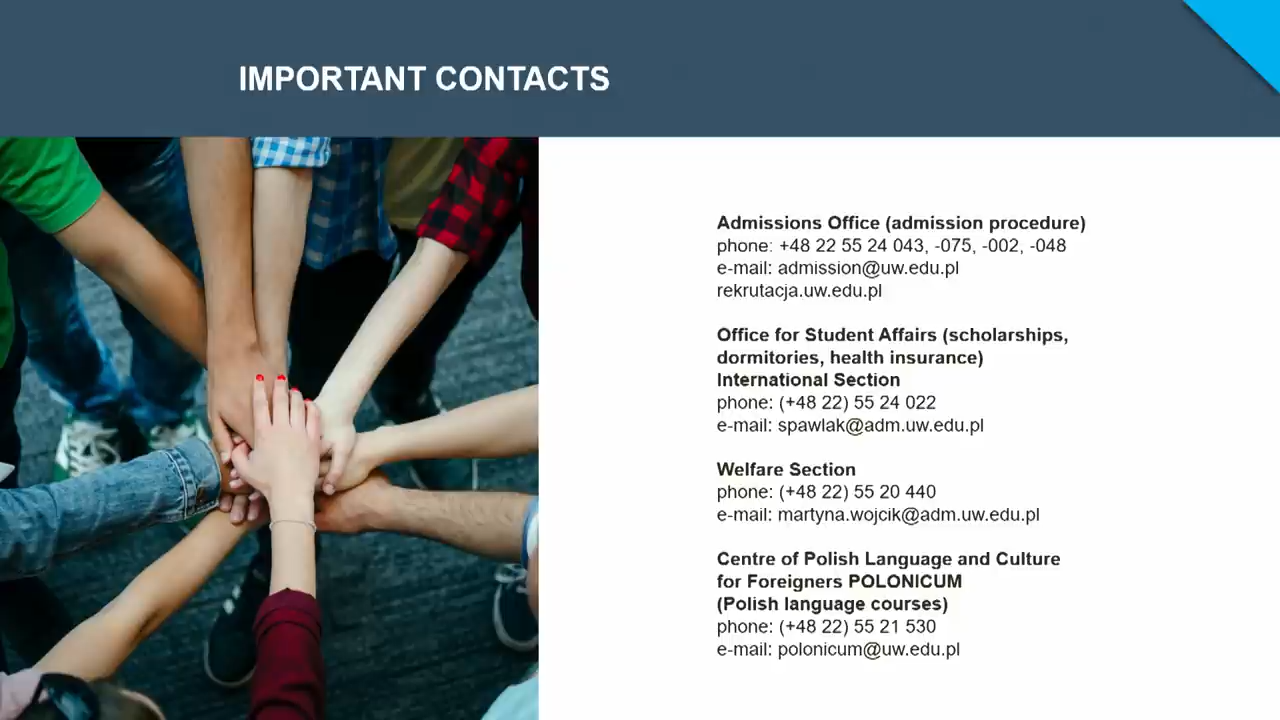 IMPORTANT CONTACTS
Admissions Office (admission procedure)
phone: +48 22 55 24 043, -075, -002, -048
e-mail: admission@uw.edu.pl
rekrutacja.uw.edu.pl
Office for Student Affairs (scholarships,
dormitories, health insurance)
International Section
phone: (+48 22) 55 24 022
e-mail: spawlak@adm.uw.edu.pl
Welfare Section
phone: (+48 22) 55 20 440
e-mail: martyna.wojcik@adm.uw.edu.pl
Centre of Polish Language and Culture
for Foreigners POLONICUM
(Polish language courses)
phone: (+48 22) 55 21 530
e-mail: polonicum@uw.edu.pl